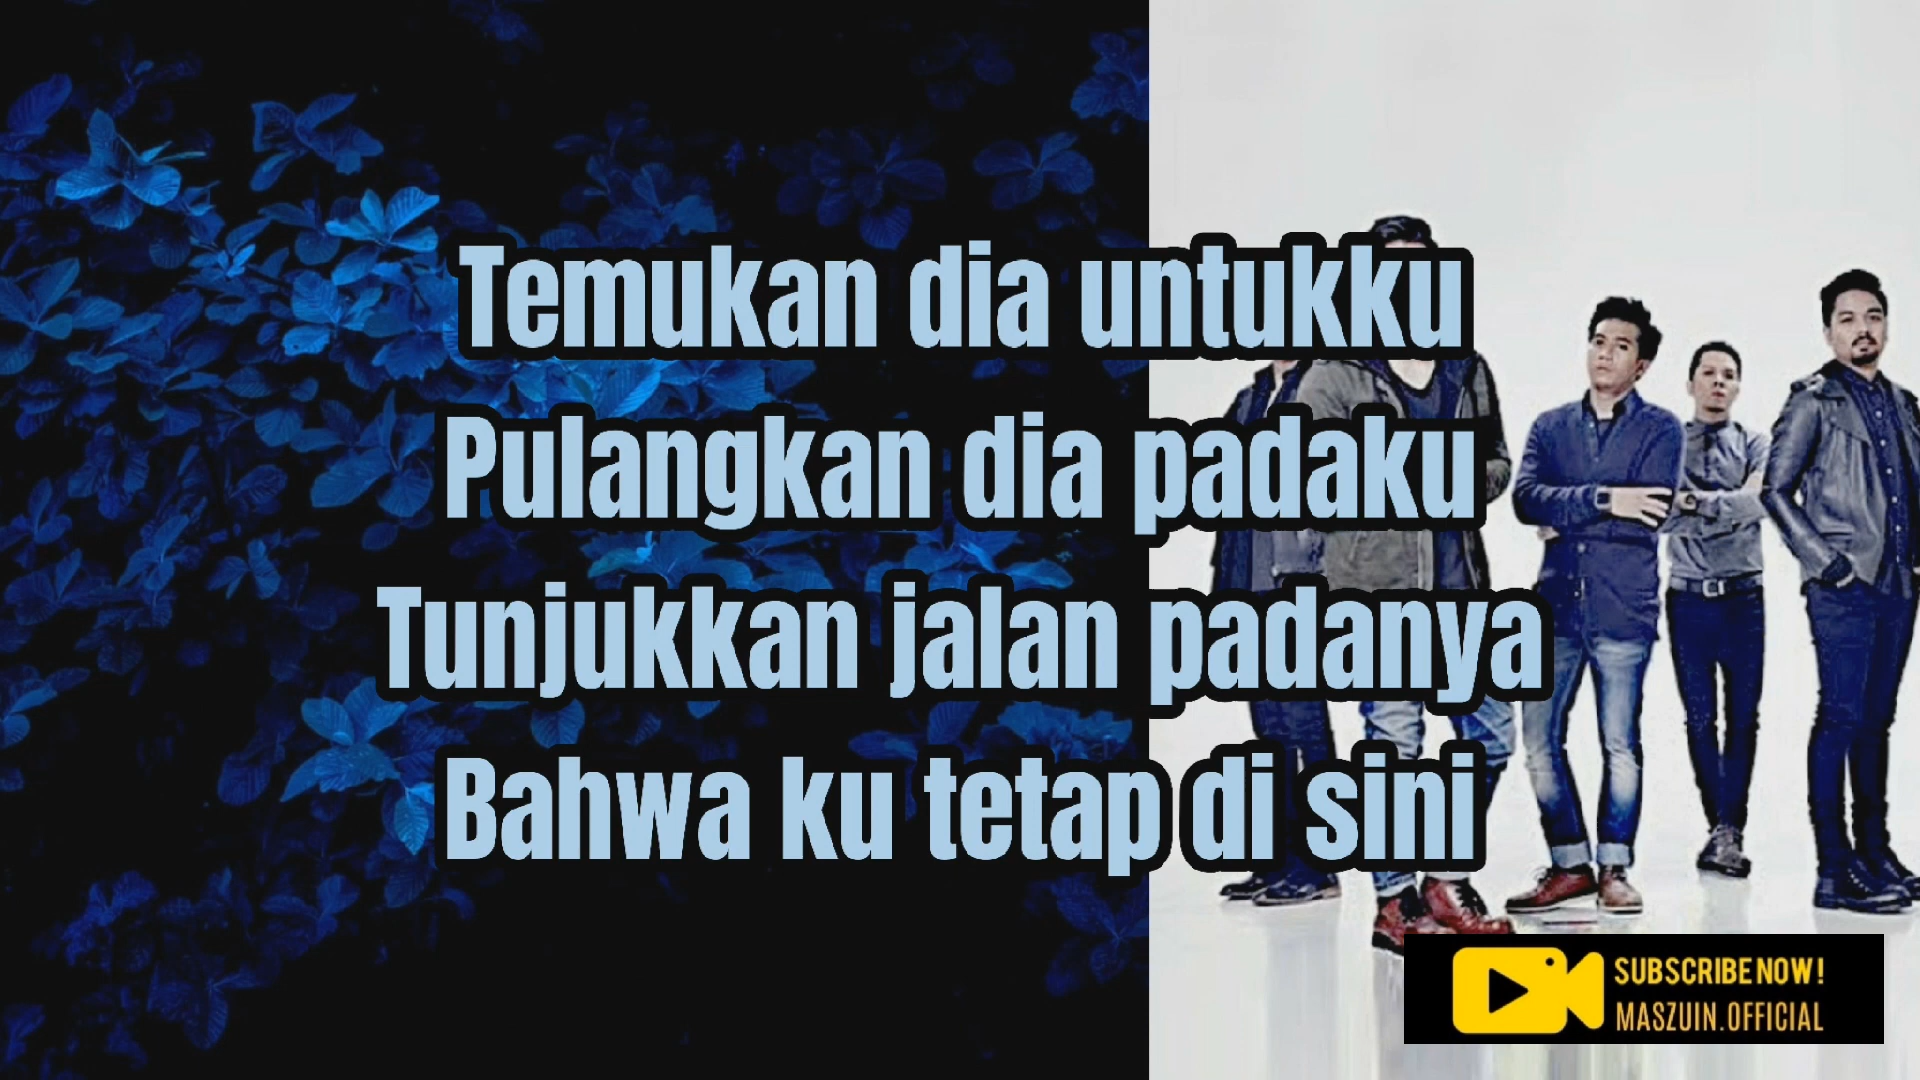 Temukan dia untukku
Pulangkan dia padaku
Tunjukkan jalan padanya
Bahwa ku tetap di sini
SUBSCRIBE NOW!
MASZUIN.OFFICIAL